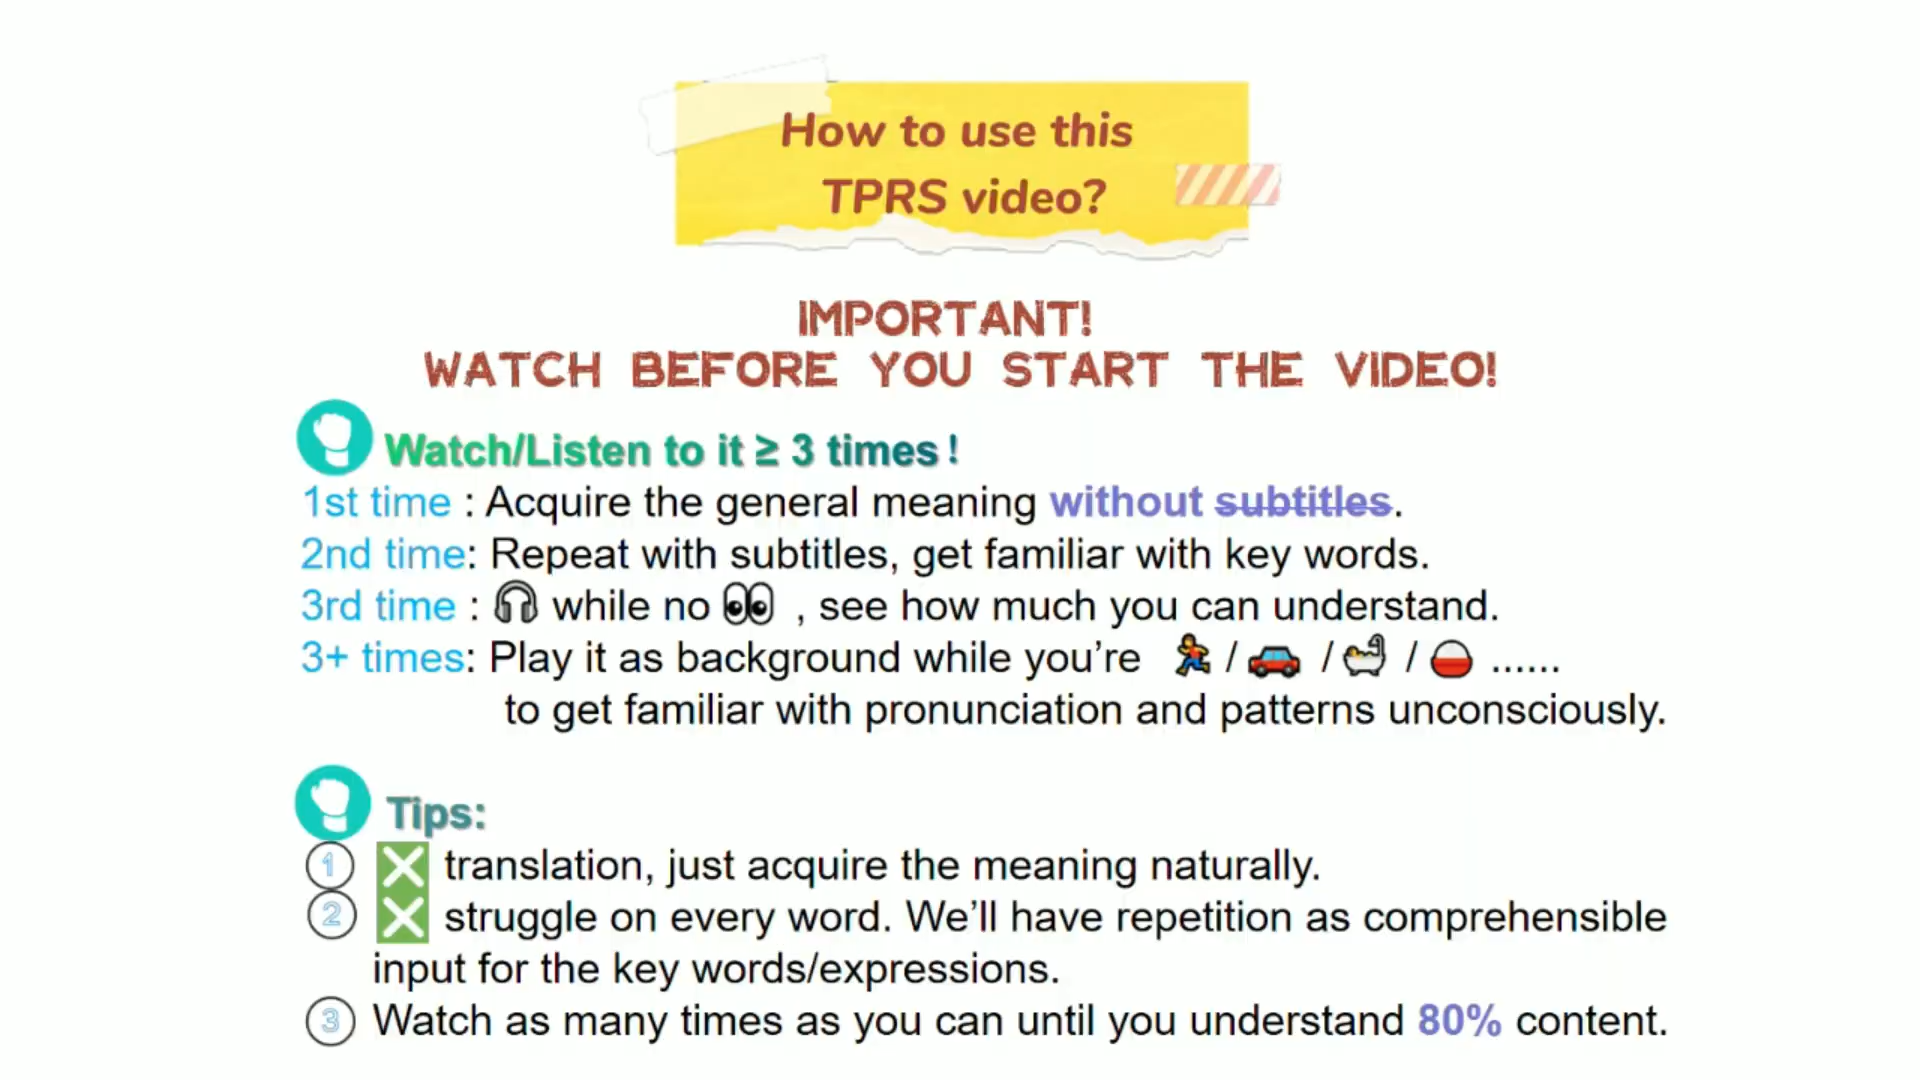 How to use this
TPRS video?
IMPORTANT!
WATCH BEFORE YOU START THE VIDEO!
Watch/Listen to it ≥ 3 times!
1st time : Acquire the general meaning without subtitles.
2nd time: Repeat with subtitles, get familiar with key words.
3rd time : 🎧 while no 👀 , see how much you can understand.
3+ times: Play it as background while you’re 🏃 / 🚗 / 🛀 / 🍚 ......
to get familiar with pronunciation and patterns unconsciously.
Tips:
① ❎ translation, just acquire the meaning naturally.
② ❎ struggle on every word. We’ll have repetition as comprehensible
input for the key words/expressions.
③ Watch as many times as you can until you understand 80% content.